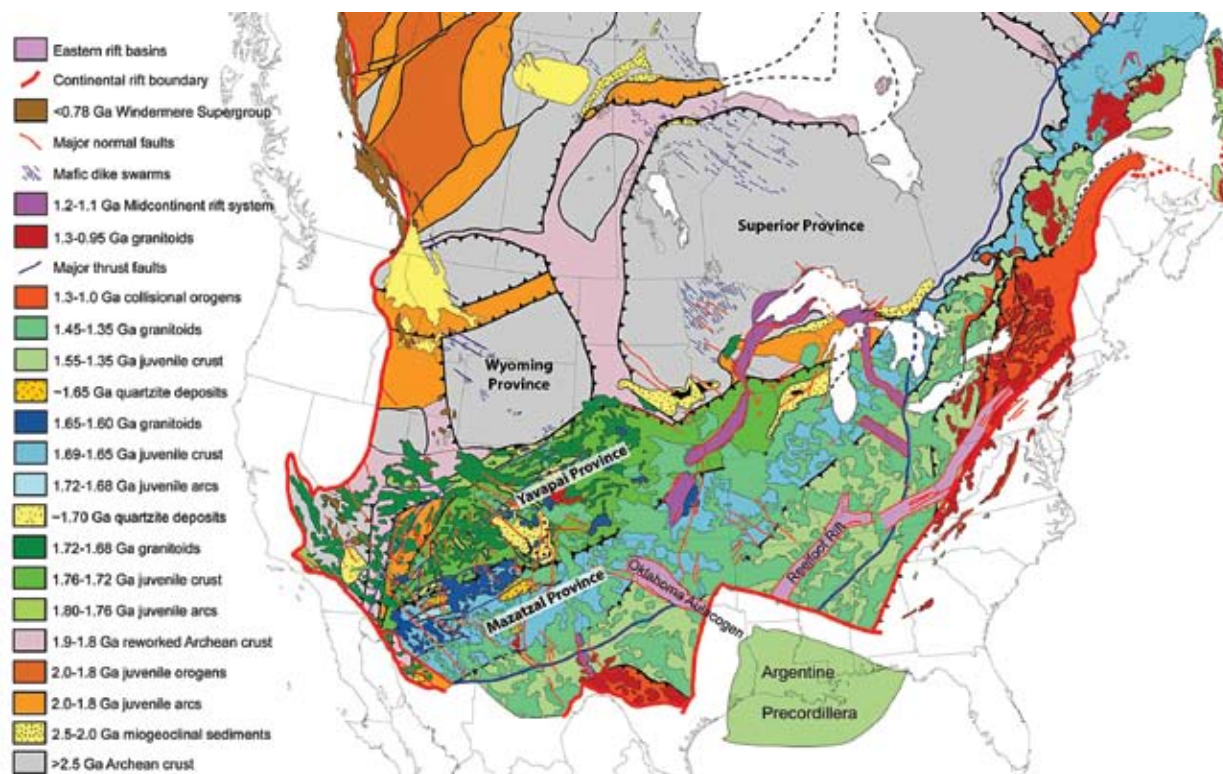 Eastern rift basins
Continental rift boundary
<0.78 Ga Windermere Supergroup
Major normal faults
Mafic dike swarms
1.2-1.1 Ga Midcontinent rift system
1.3-0.95 Ga granitoids
Major thrust faults
1.3-1.0 Ga collisional orogens
1.45-1.35 Ga granitoids
1.55-1.35 Ga juvenile crust
~1.65 Ga quartzite deposits
1.65-1.60 Ga granitoids
1.69-1.65 Ga juvenile crust
1.72-1.68 Ga juvenile arcs
~1.70 Ga quartzite deposits
1.72-1.68 Ga granitoids
1.76-1.72 Ga juvenile crust
1.80-1.76 Ga juvenile arcs
1.9-1.8 Ga reworked Archean crust
2.0-1.8 Ga juvenile orogens
2.0-1.8 Ga juvenile arcs
2.5-2.0 Ga miogeoclinal sediments
>2.5 Ga Archean crust
Superior Province
Wyoming
Province
Yavapai Province
Mazatzal Province
Oklahoma Aulacogen
Reelfoot Rift
Argentine
Precordillera